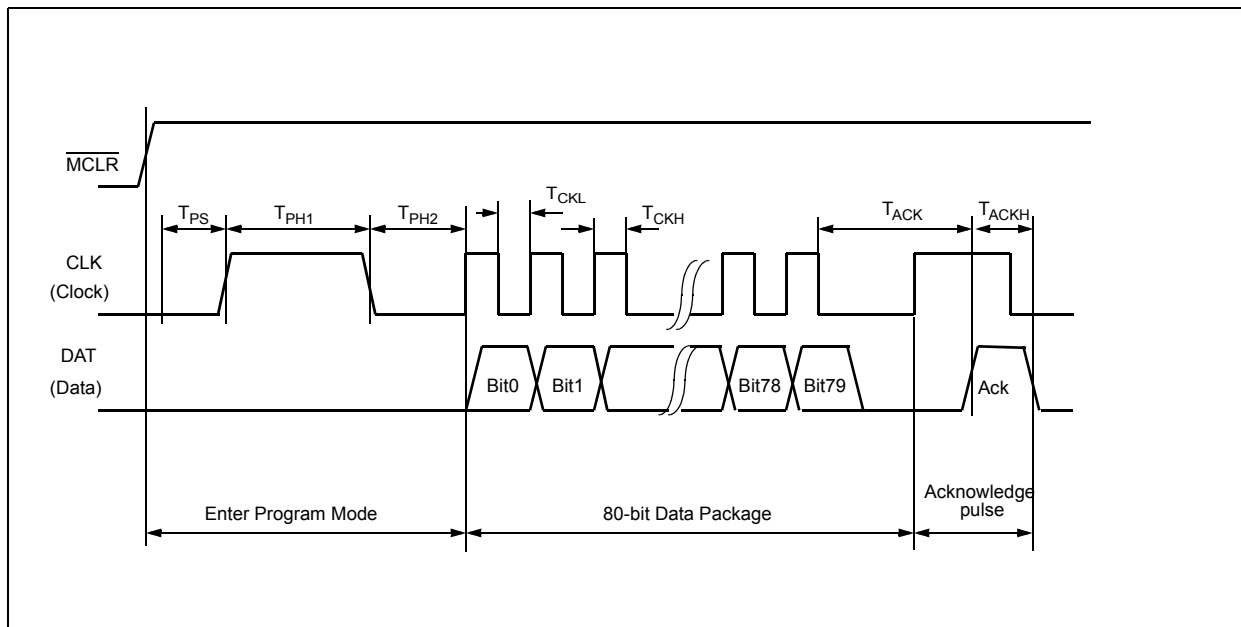 MCLR
TCKL
TPS
TPH1
TPH2
TCKH
TACK
TACKH
CLK
(Clock)
DAT
(Data)
Bit0
Bit1
Bit78
Bit79
Ack
Enter Program Mode
80-bit Data Package
Acknowledge
pulse